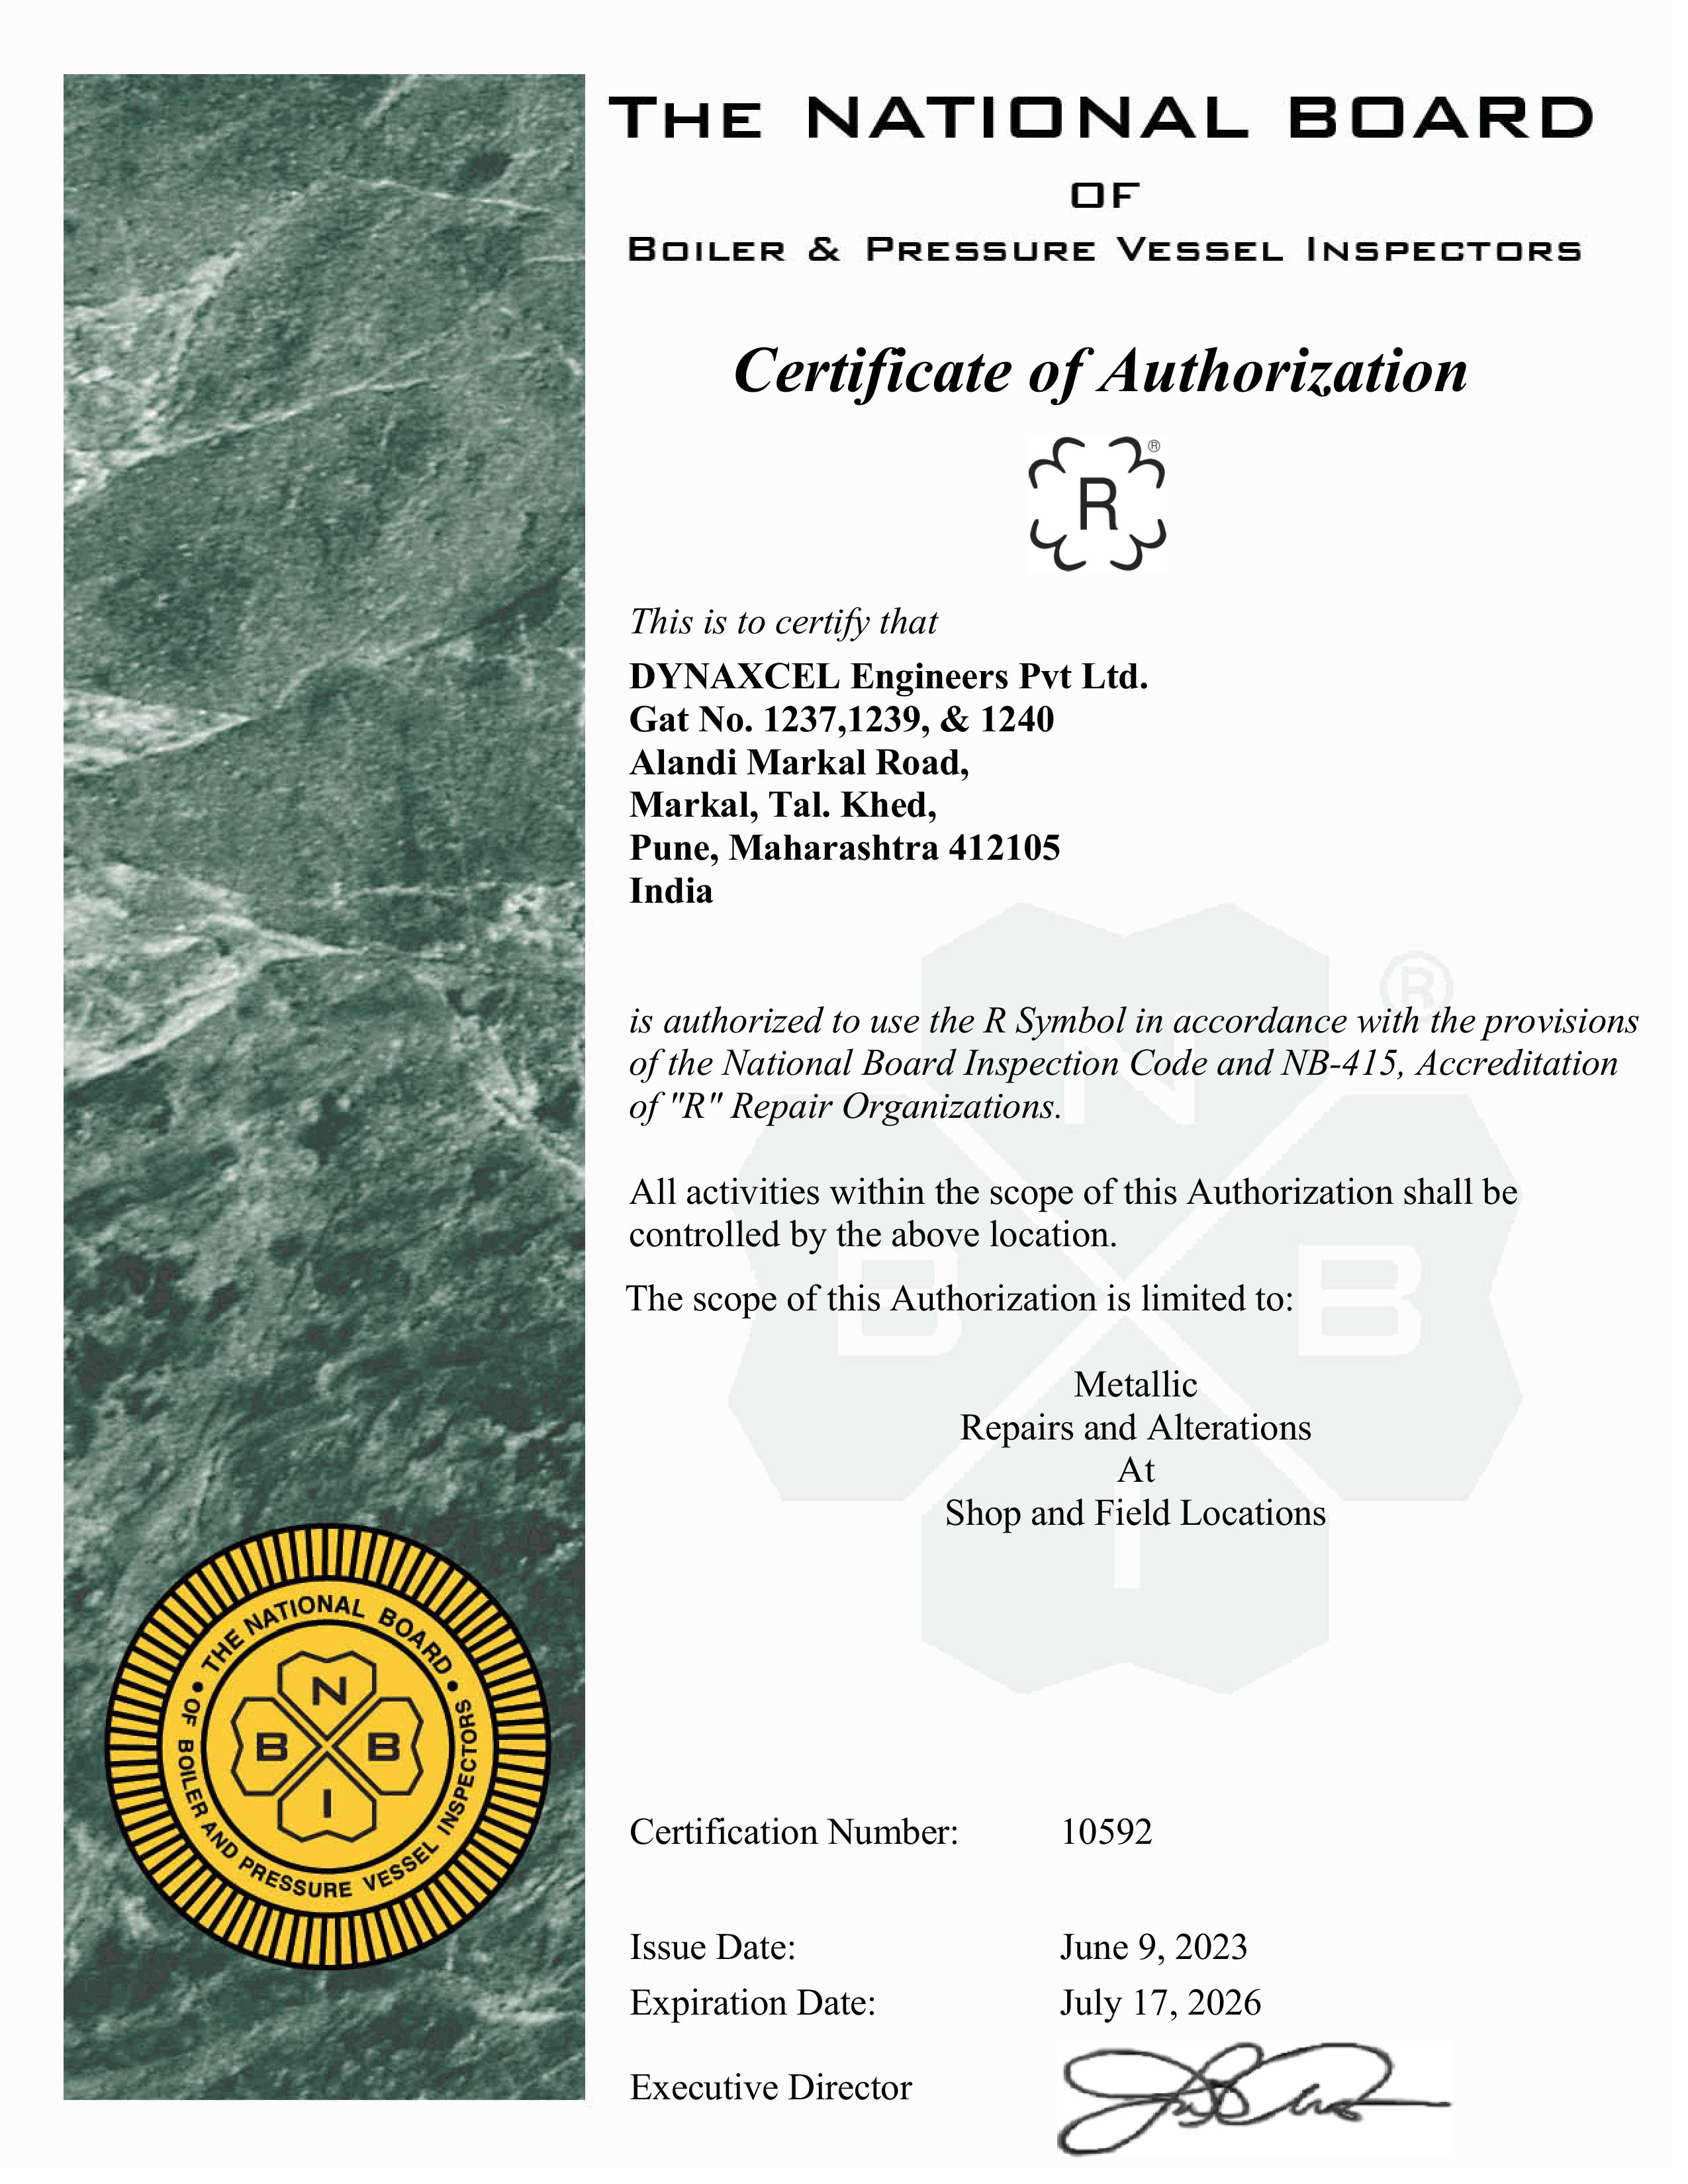 THE NATIONAL BOARD
OF
BOILER & PRESSURE VESSEL INSPECTORS
Certificate of Authorization
R ®
This is to certify that
DYNAXCEL Engineers Pvt Ltd.
Gat No. 1237,1239, & 1240
Alandi Markal Road,
Markal, Tal. Khed,
Pune, Maharashtra 412105
India
is authorized to use the R Symbol in accordance with the provisions
of the National Board Inspection Code and NB-415, Accreditation
of "R" Repair Organizations.
All activities within the scope of this Authorization shall be
controlled by the above location.
The scope of this Authorization is limited to:
Metallic
Repairs and Alterations
At
Shop and Field Locations
N
B B
I
®
• THE NATIONAL BOARD •
OF BOILER AND PRESSURE VESSEL INSPECTORS
N
B B
I
Certification Number: 10592
Issue Date: June 9, 2023
Expiration Date: July 17, 2026
Executive Director